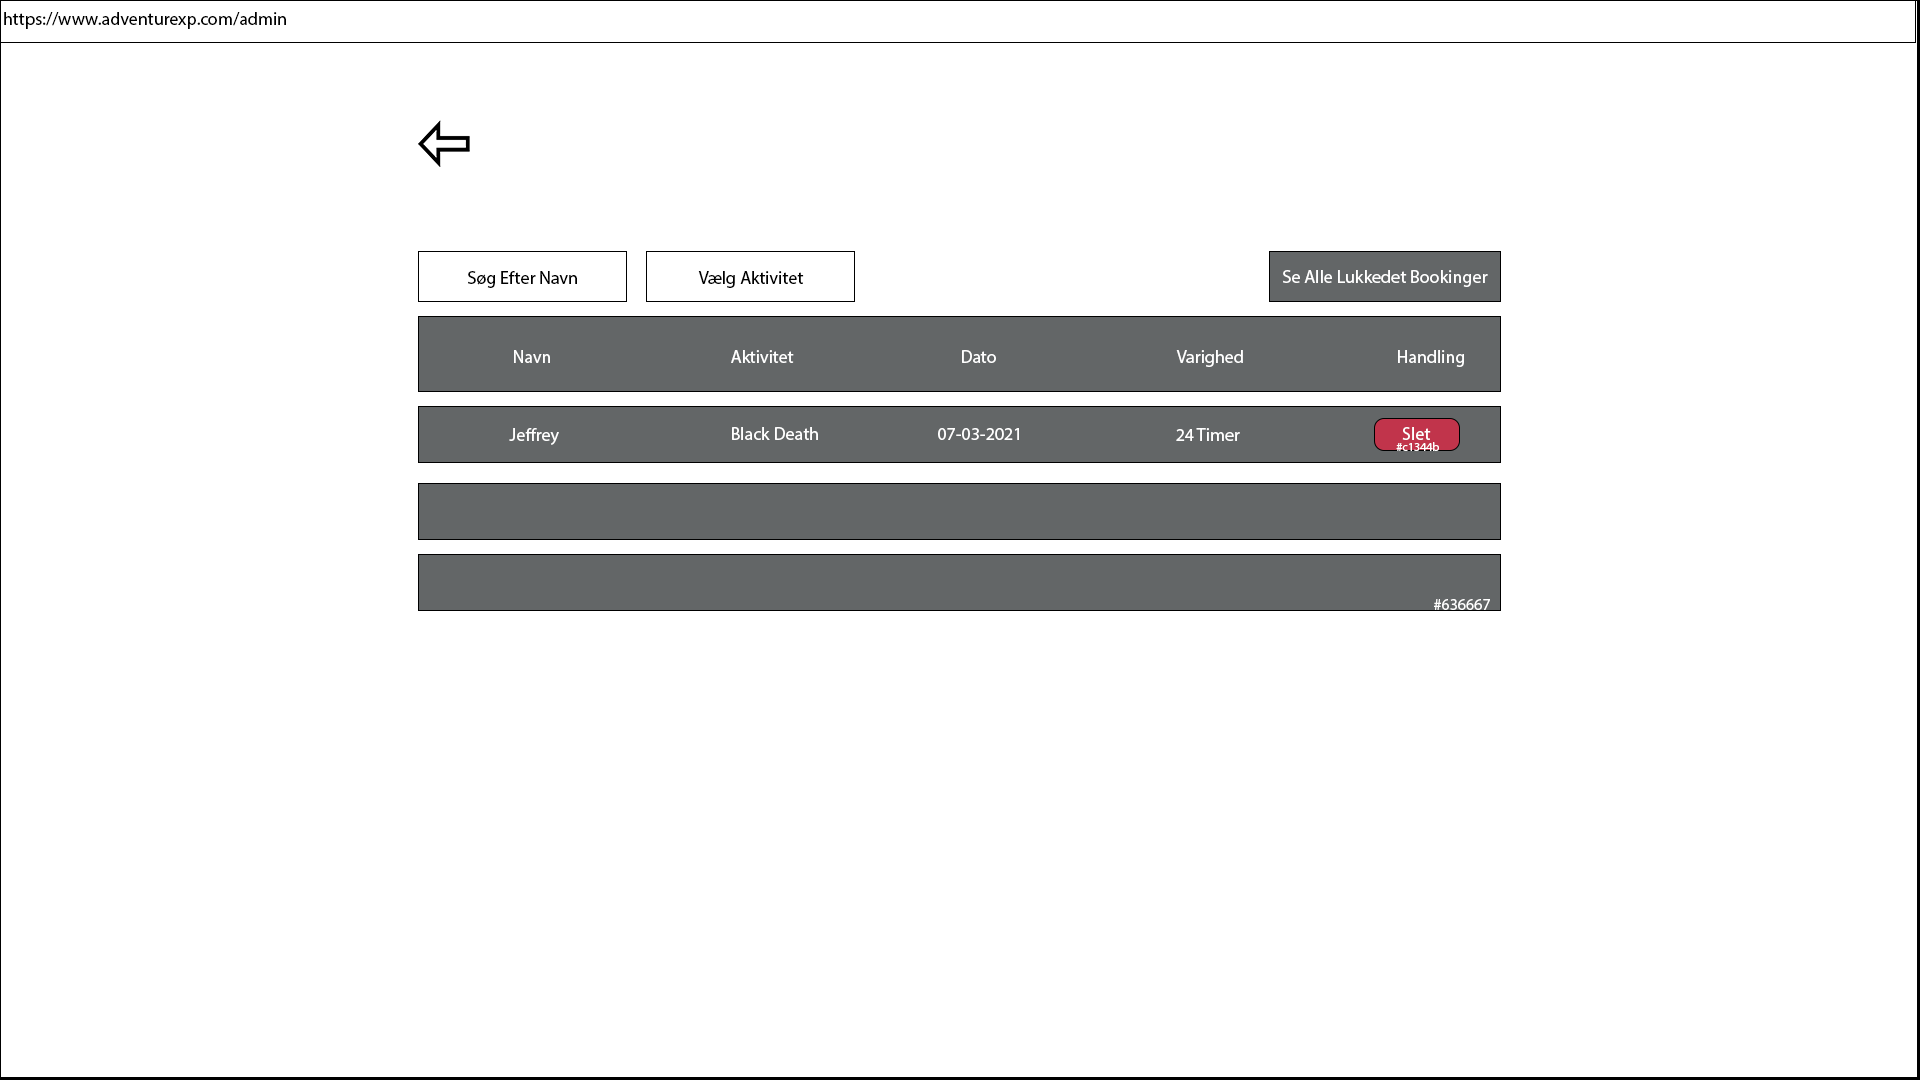 https://www.adventurexp.com/admin
Søg Efter Navn
Vælg Aktivitet
Se Alle Lukkedet Bookinger
Navn Aktivitet Dato Varighed Handling
Jeffrey Black Death 07-03-2021 24 Timer Slet
#c1344b
#636667